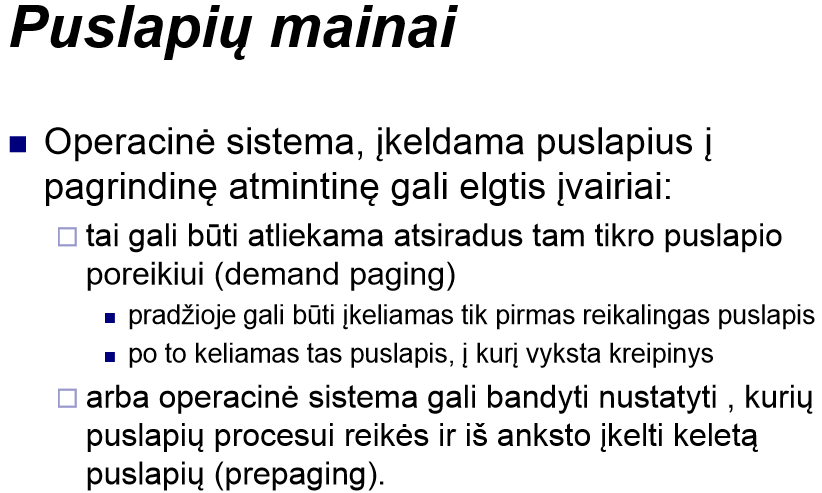 Puslapių mainai
Operacinė sistema, įkeldama puslapius į
pagrindinę atmintinę gali elgtis įvairiai:
tai gali būti atliekama atsiradus tam tikro puslapio
poreikiui (demand paging)
pradžioje gali būti įkeliamas tik pirmas reikalingas puslapis
po to keliamas tas puslapis, į kurį vyksta kreipinys
arba operacinė sistema gali bandyti nustatyti , kurių
puslapių procesui reikės ir iš anksto įkelti keletą
puslapių (prepaging).